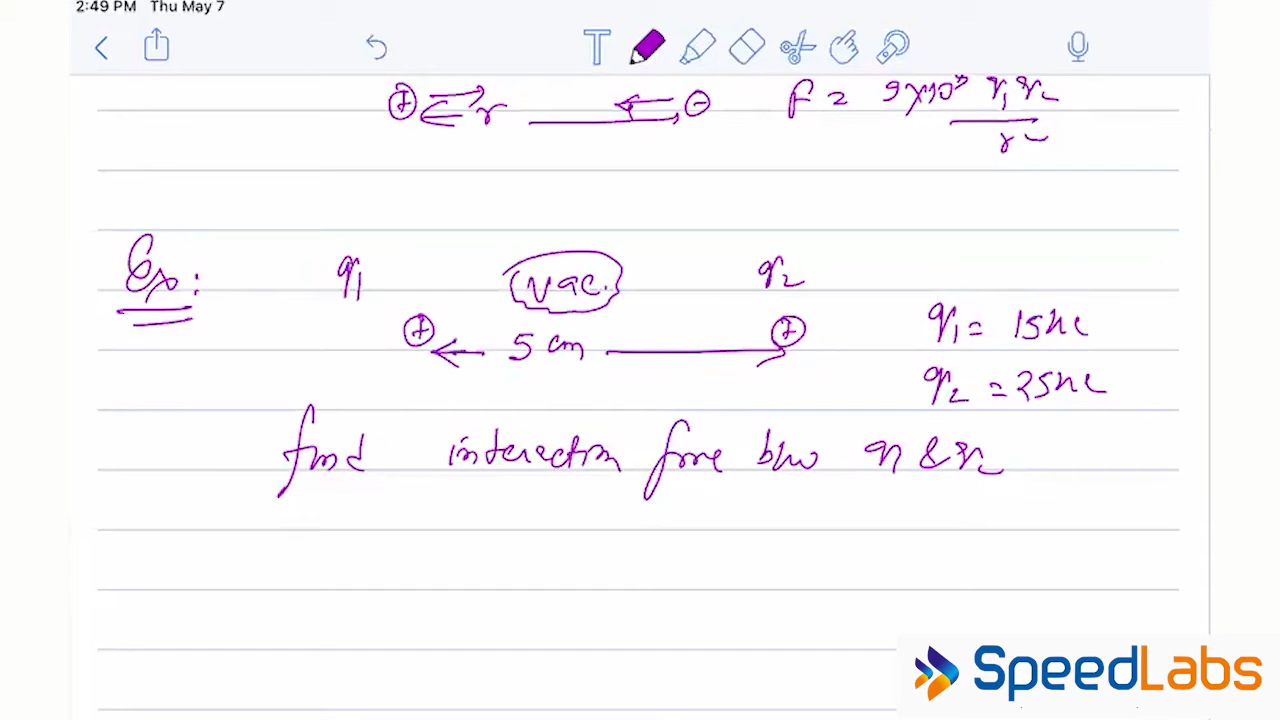 2:49 PM Thu May 7
T
+ r - F = 9×10⁹ q₁q₂
r²
Ex: q₁ vac. q₂
+ 5 cm + q₁ = 15nc
q₂ = 25nc
find interaction force b/w q₁ & q₂
SpeedLabs